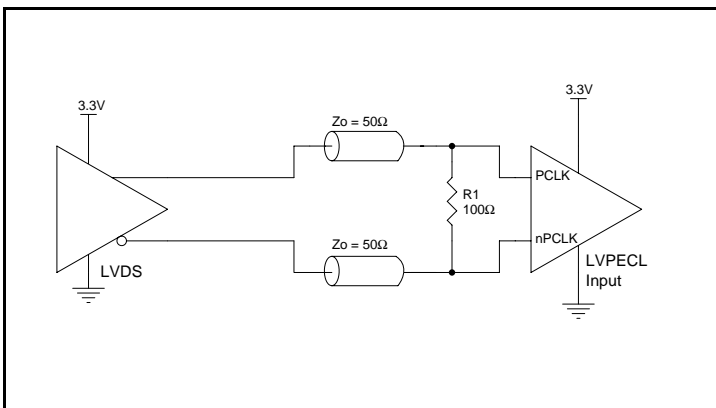 3.3V
3.3V
Zo = 50Ω
PCLK
R1
100Ω
nPCLK
Zo = 50Ω
LVDS
LVPECL
Input